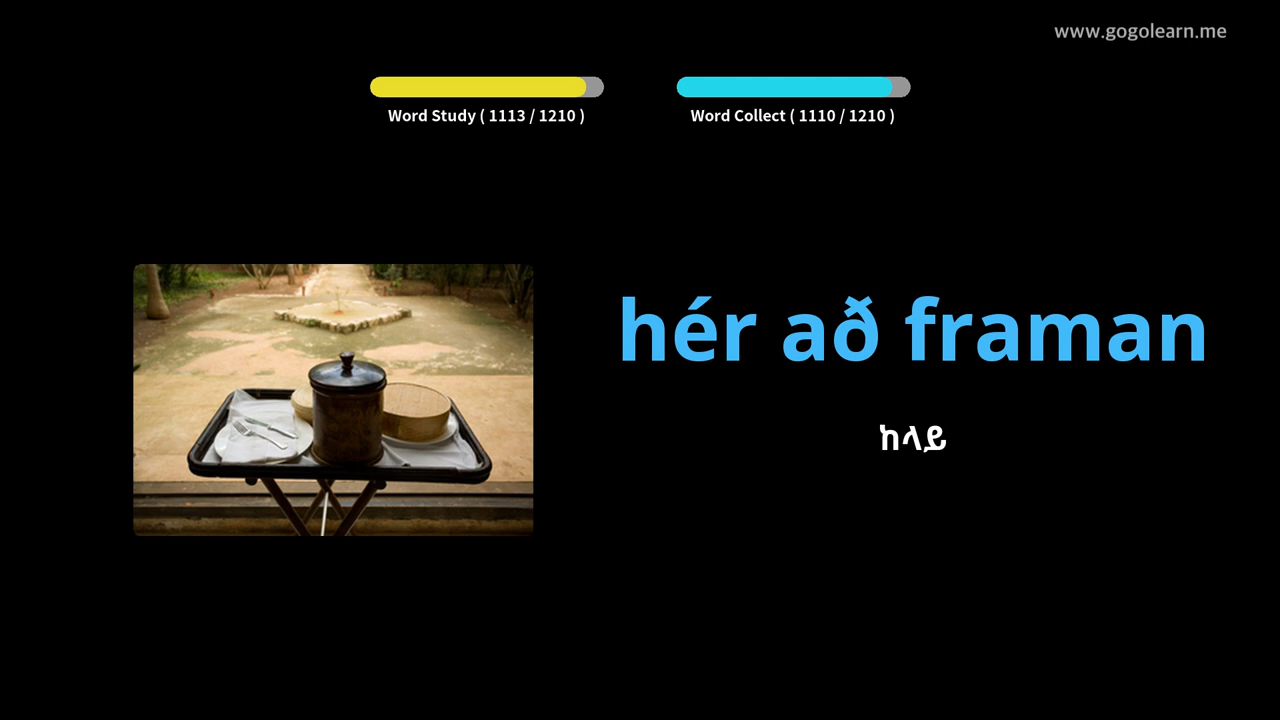 www.gogolearn.me
Word Study ( 1113 / 1210 )
Word Collect ( 1110 / 1210 )
hér að framan
ከላይ